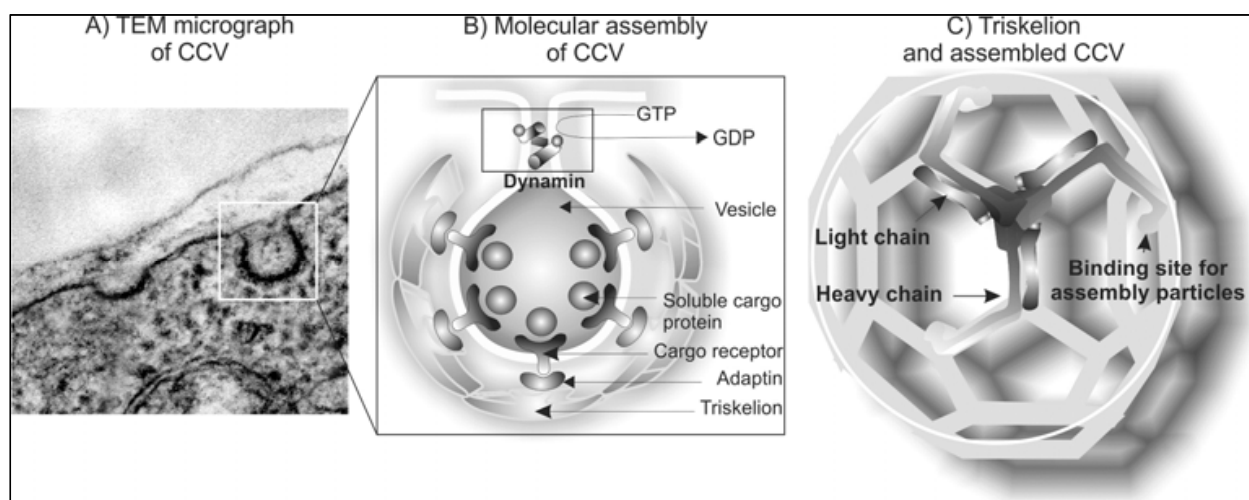 A) TEM micrograph
of CCV
B) Molecular assembly
of CCV
GTP
GDP
Dynamin
Vesicle
Soluble cargo
protein
Cargo receptor
Adaptin
Triskelion
C) Triskelion
and assembled CCV
Light chain
Heavy chain
Binding site for
assembly particles